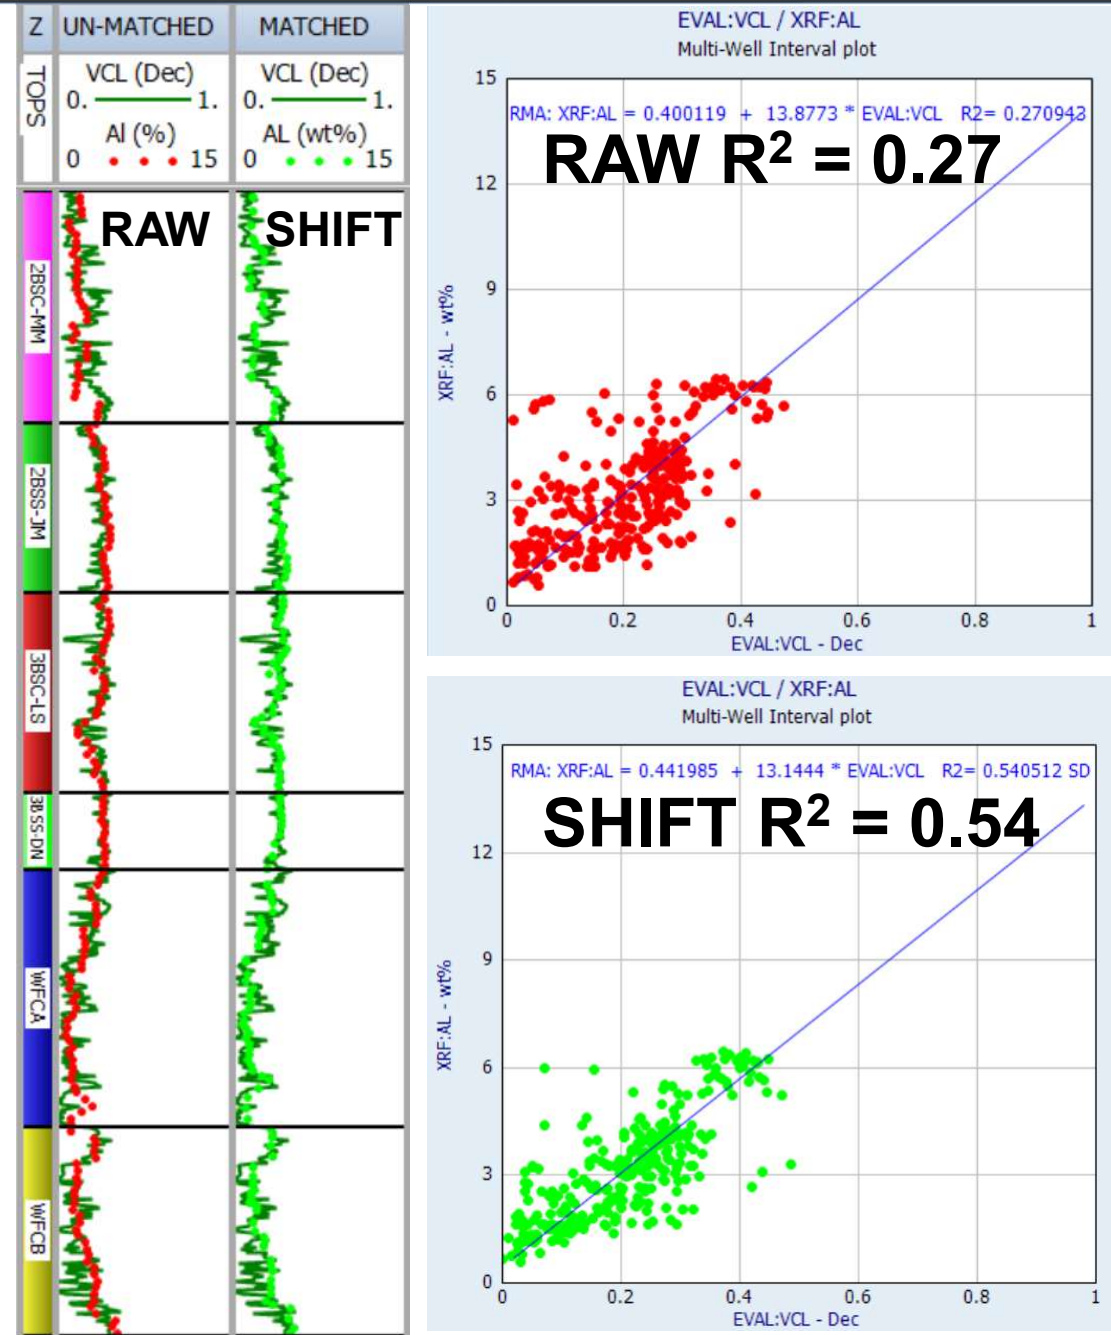 Z UN-MATCHED MATCHED
TOPS
VCL (Dec)
0. 1.
Al (%)
0 15
VCL (Dec)
0. 1.
AL (wt%)
0 15
RAW SHIFT
2BSC-MM
2BSS-JM
3BSC-LS
3BSS-DN
WFCA
WFCB
EVAL:VCL / XRF:AL
Multi-Well Interval plot
15
RMA: XRF:AL = 0.400119 + 13.8773 * EVAL:VCL R2= 0.270943
RAW R² = 0.27
12
9
XRF:AL - wt%
6
3
0
0 0.2 0.4 0.6 0.8 1
EVAL:VCL - Dec
EVAL:VCL / XRF:AL
Multi-Well Interval plot
15
RMA: XRF:AL = 0.441985 + 13.1444 * EVAL:VCL R2= 0.540512 SD
SHIFT R² = 0.54
12
9
XRF:AL - wt%
6
3
0
0 0.2 0.4 0.6 0.8 1
EVAL:VCL - Dec